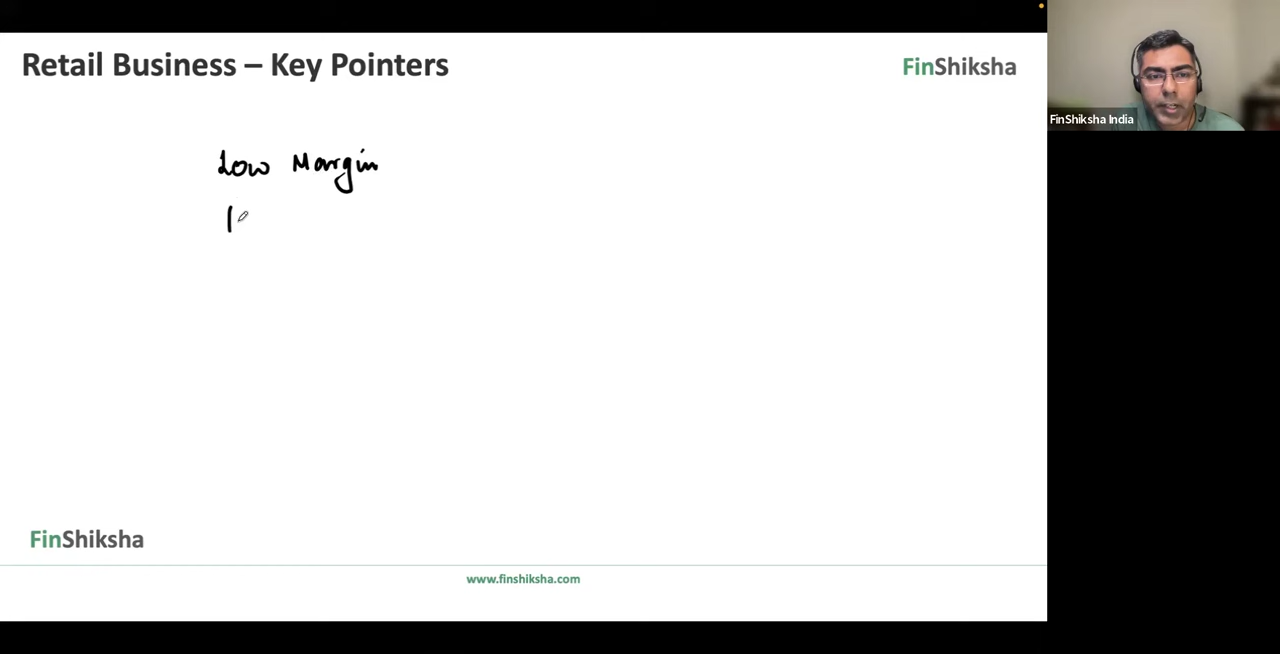 Retail Business – Key Pointers
FinShiksha
FinShiksha India
Low Margin
FinShiksha
www.finshiksha.com